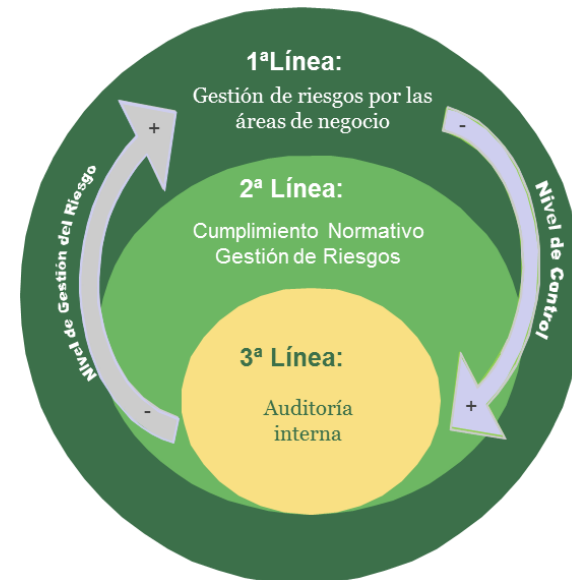 1ªLínea:
Gestión de riesgos por las
áreas de negocio
+
-
2ª Línea:
Cumplimiento Normativo
Gestión de Riesgos
Nivel de Gestión del Riesgo
Nivel de Control
3ª Línea:
Auditoría
interna
-
+